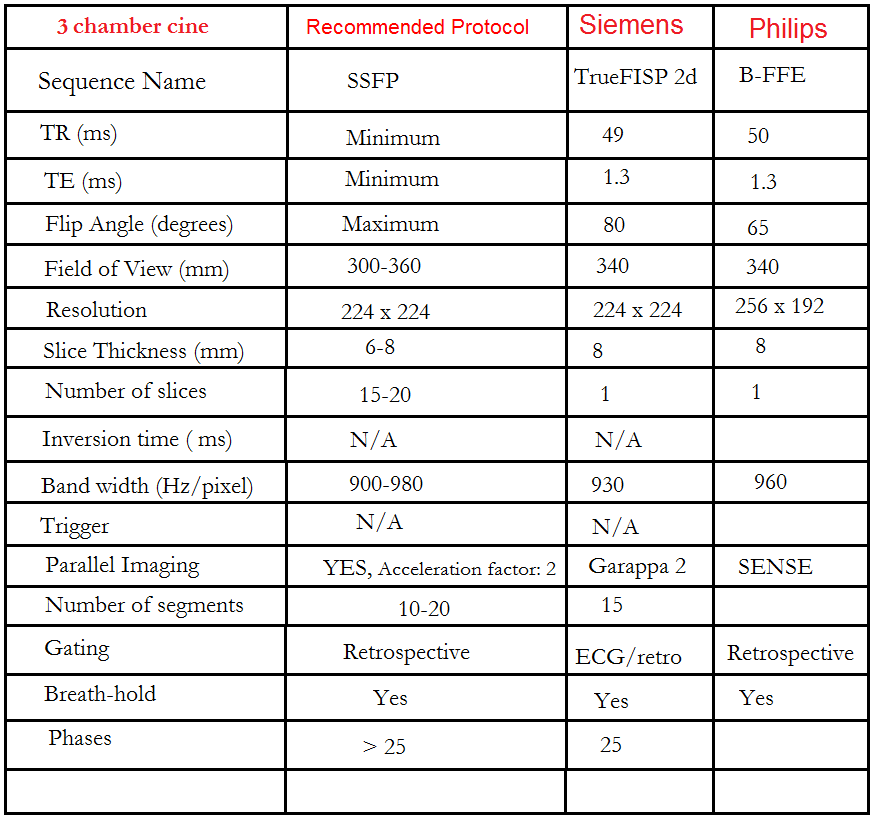 3 chamber cine Recommended Protocol Siemens Philips
Sequence Name SSFP TrueFISP 2d B-FFE
TR (ms) Minimum 49 50
TE (ms) Minimum 1.3 1.3
Flip Angle (degrees) Maximum 80 65
Field of View (mm) 300-360 340 340
Resolution 224 x 224 224 x 224 256 x 192
Slice Thickness (mm) 6-8 8 8
Number of slices 15-20 1 1
Inversion time ( ms) N/A N/A
Band width (Hz/pixel) 900-980 930 960
Trigger N/A N/A
Parallel Imaging YES, Acceleration factor: 2 Garappa 2 SENSE
Number of segments 10-20 15
Gating Retrospective ECG/retro Retrospective
Breath-hold Yes Yes Yes
Phases > 25 25